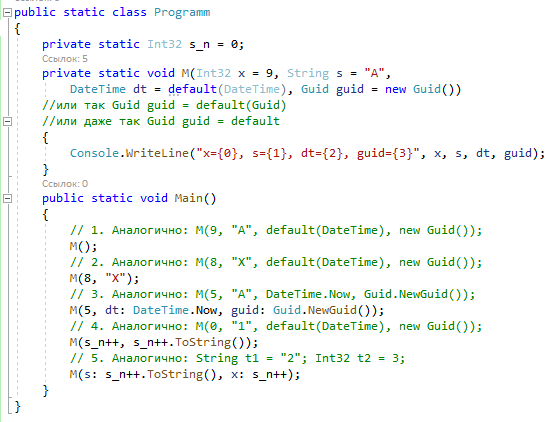 public static class Programm
{
private static Int32 s_n = 0;
Ссылок: 5
private static void M(Int32 x = 9, String s = "A",
DateTime dt = default(DateTime), Guid guid = new Guid())
//или так Guid guid = default(Guid)
//или даже так Guid guid = default
{
Console.WriteLine("x={0}, s={1}, dt={2}, guid={3}", x, s, dt, guid);
}
Ссылок: 0
public static void Main()
{
// 1. Аналогично: M(9, "A", default(DateTime), new Guid());
M();
// 2. Аналогично: M(8, "X", default(DateTime), new Guid());
M(8, "X");
// 3. Аналогично: M(5, "A", DateTime.Now, Guid.NewGuid());
M(5, dt: DateTime.Now, guid: Guid.NewGuid());
// 4. Аналогично: M(0, "1", default(DateTime), new Guid());
M(s_n++, s_n++.ToString());
// 5. Аналогично: String t1 = "2"; Int32 t2 = 3;
M(s: s_n++.ToString(), x: s_n++);
}
}